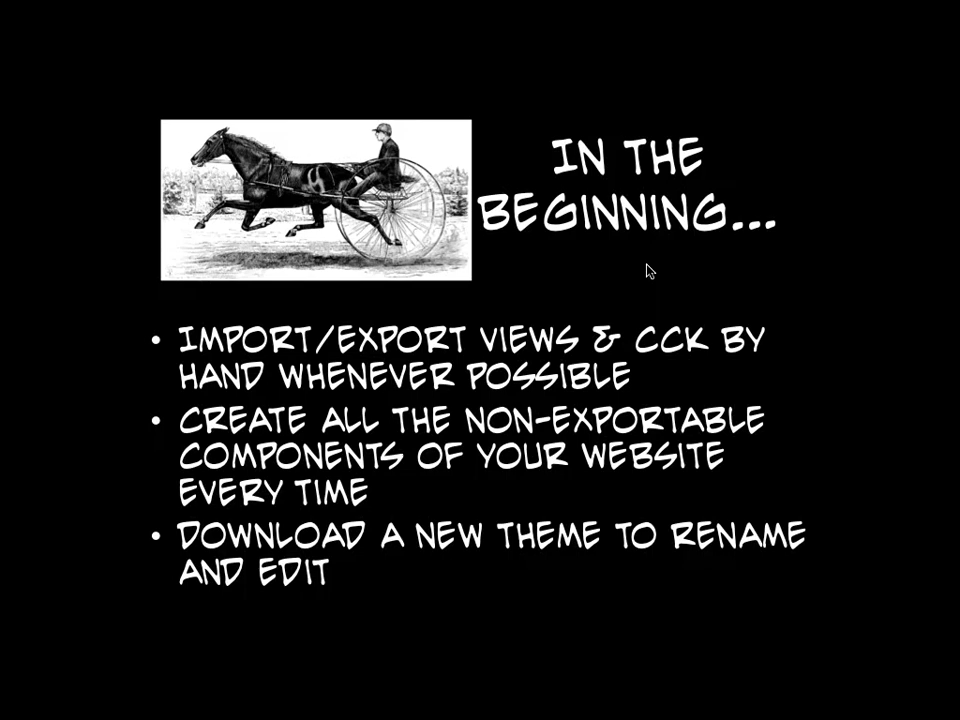 IN THE
BEGINNING...
• IMPORT/EXPORT VIEWS & CCK BY
HAND WHENEVER POSSIBLE
• CREATE ALL THE NON-EXPORTABLE
COMPONENTS OF YOUR WEBSITE
EVERY TIME
• DOWNLOAD A NEW THEME TO RENAME
AND EDIT